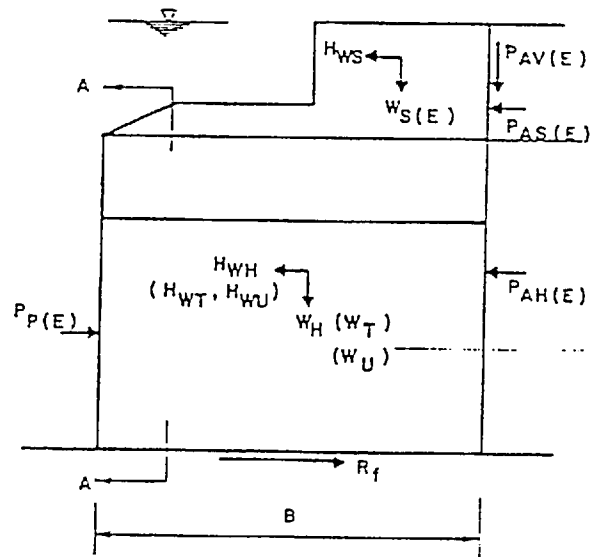 H_WS
P_AV(E)
A
W_S(E)
P_AS(E)
H_WH
(H_WT, H_WU)
P_AH(E)
P_P(E)
W_H (W_T)
(W_U)
A
R_f
B